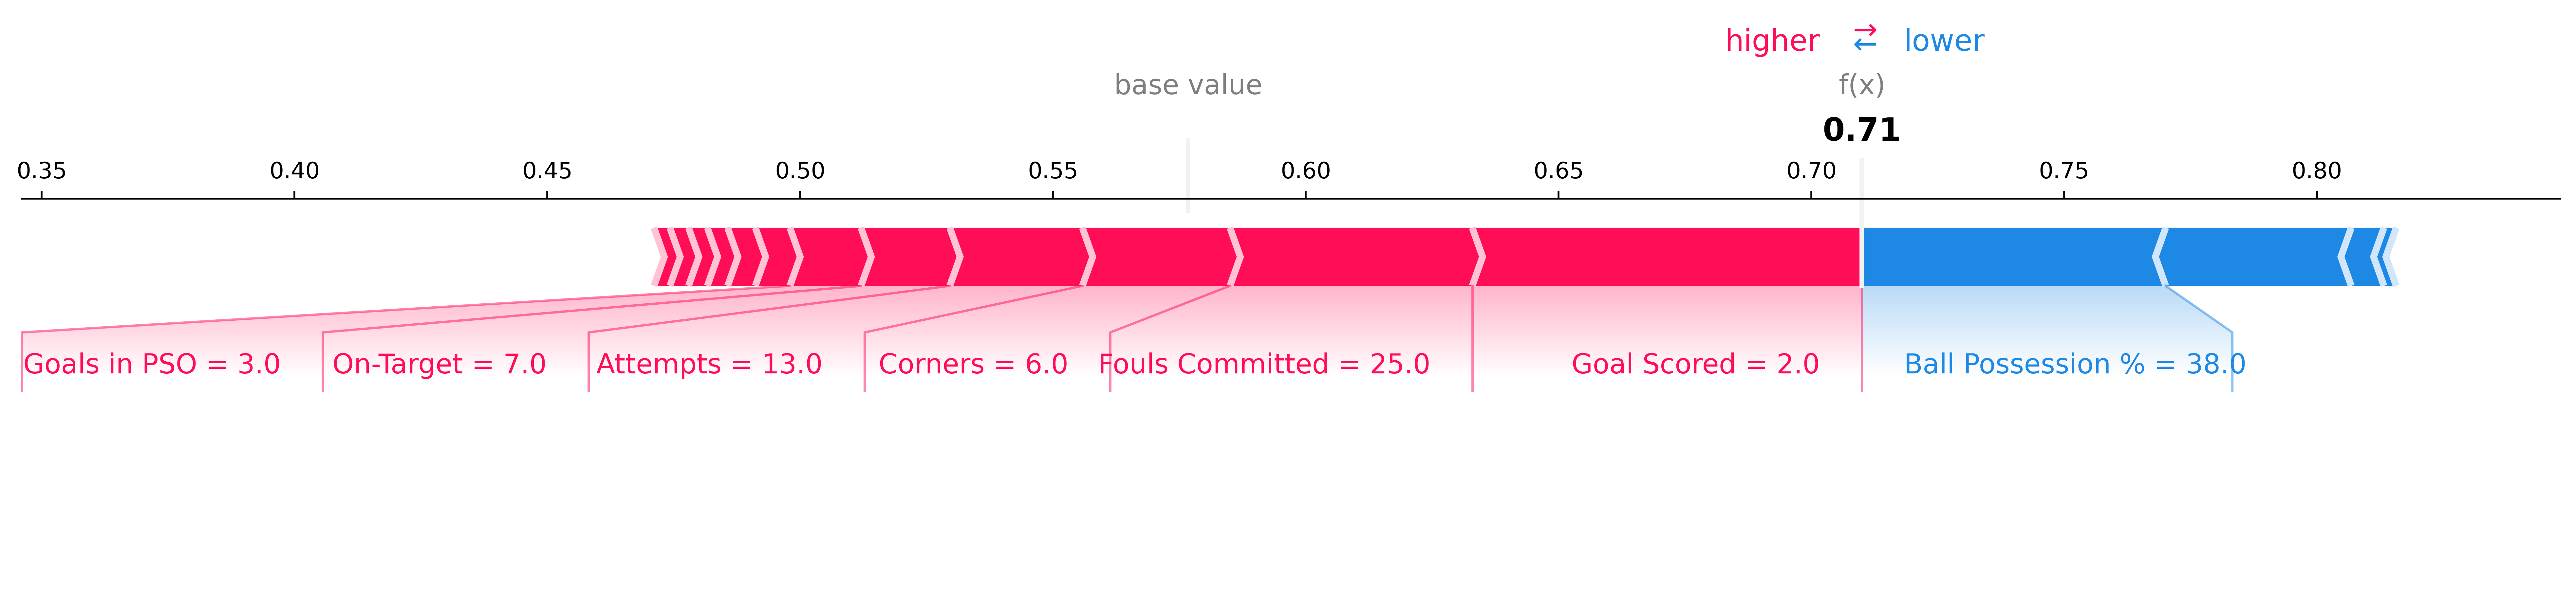 higher ⇄ lower
base value f(x)
0.71
0.35 0.40 0.45 0.50 0.55 0.60 0.65 0.70 0.75 0.80
Goals in PSO = 3.0 On-Target = 7.0 Attempts = 13.0 Corners = 6.0 Fouls Committed = 25.0 Goal Scored = 2.0 Ball Possession % = 38.0